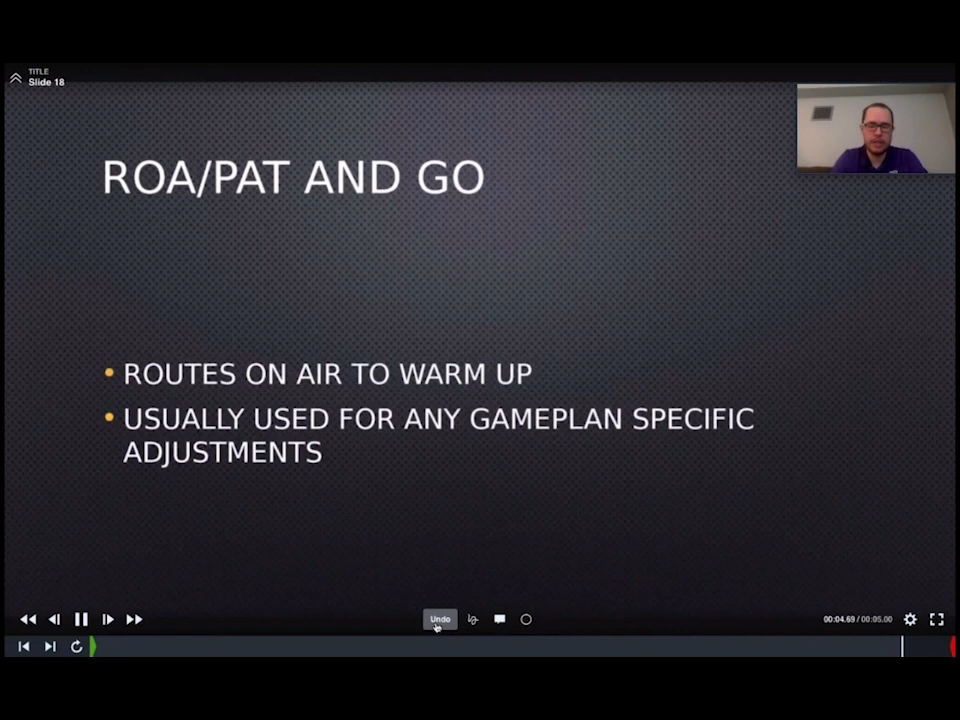 TITLE
Slide 18
ROA/PAT AND GO
• ROUTES ON AIR TO WARM UP
• USUALLY USED FOR ANY GAMEPLAN SPECIFIC
ADJUSTMENTS
Undo
00:04.69 / 00:05.00